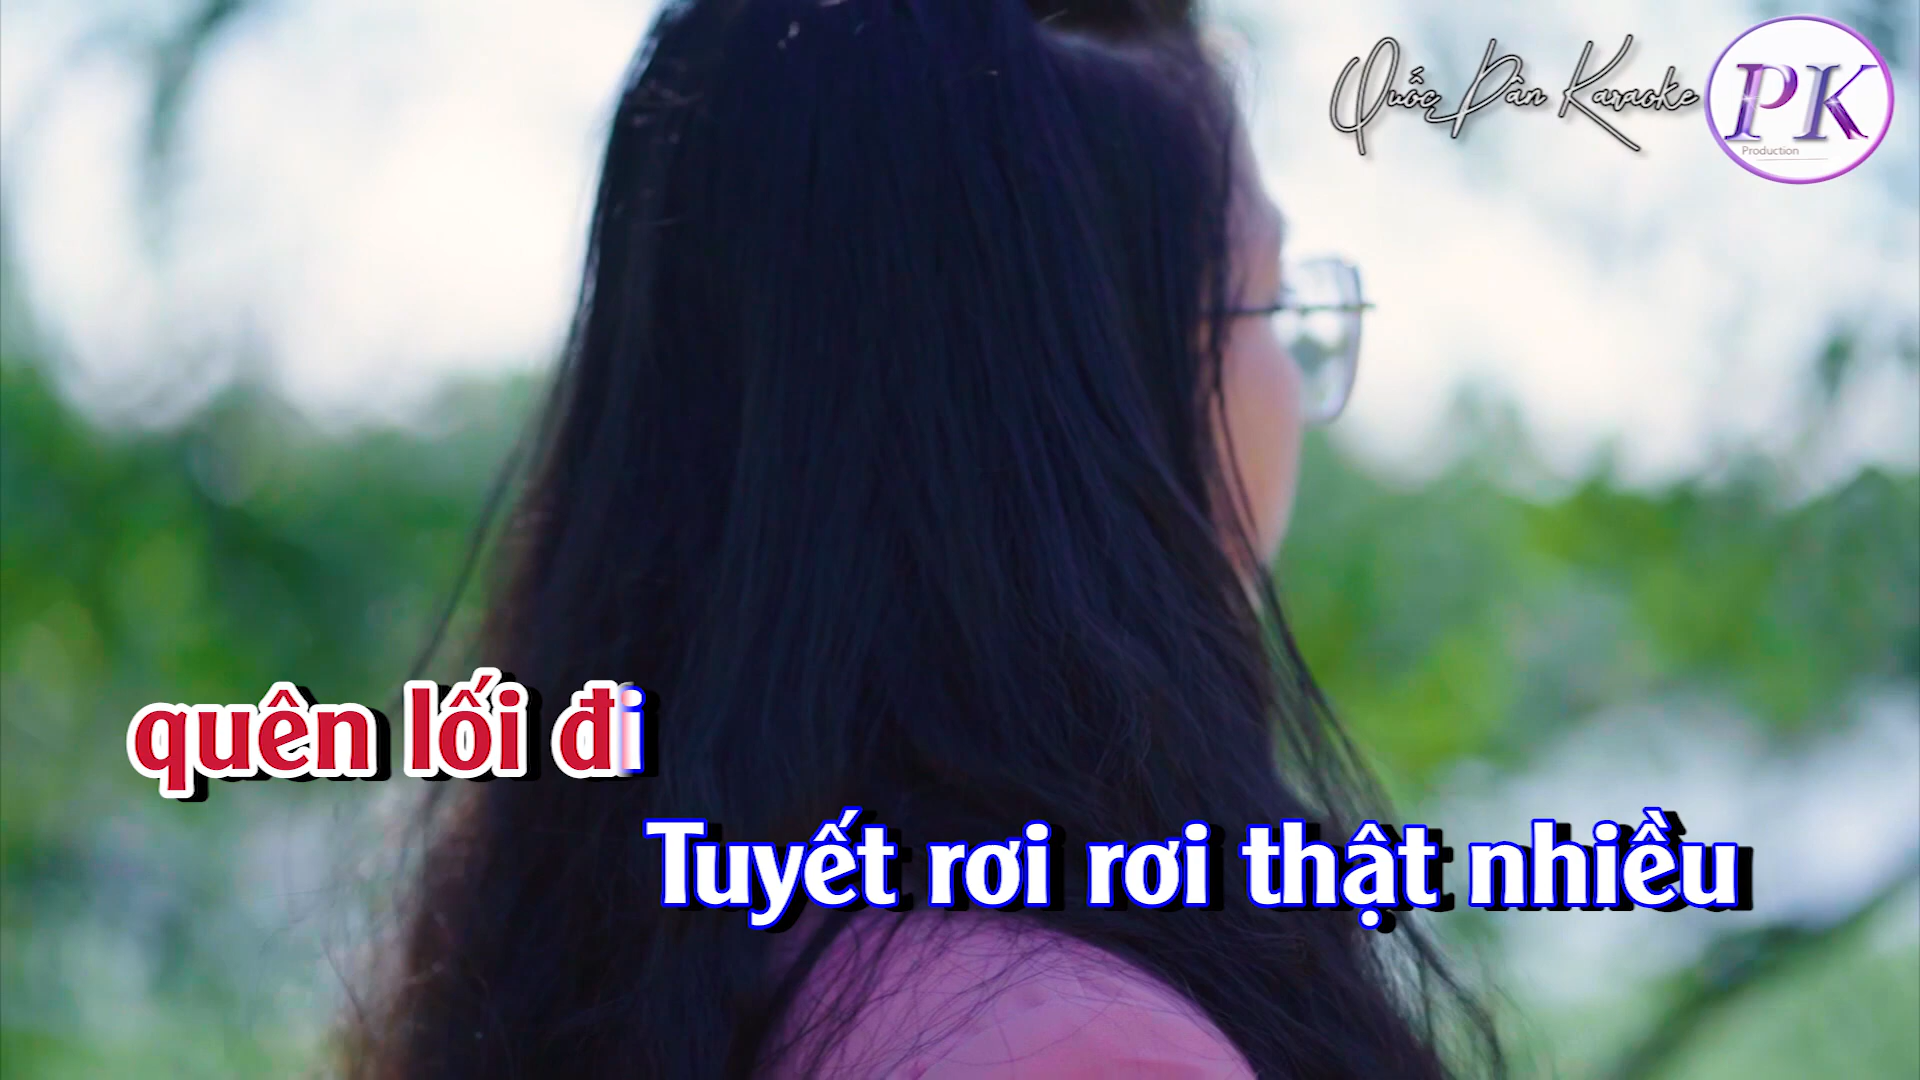 Quốc Dân Karaoke
PK
Production
quên lối đi
Tuyết rơi rơi thật nhiều